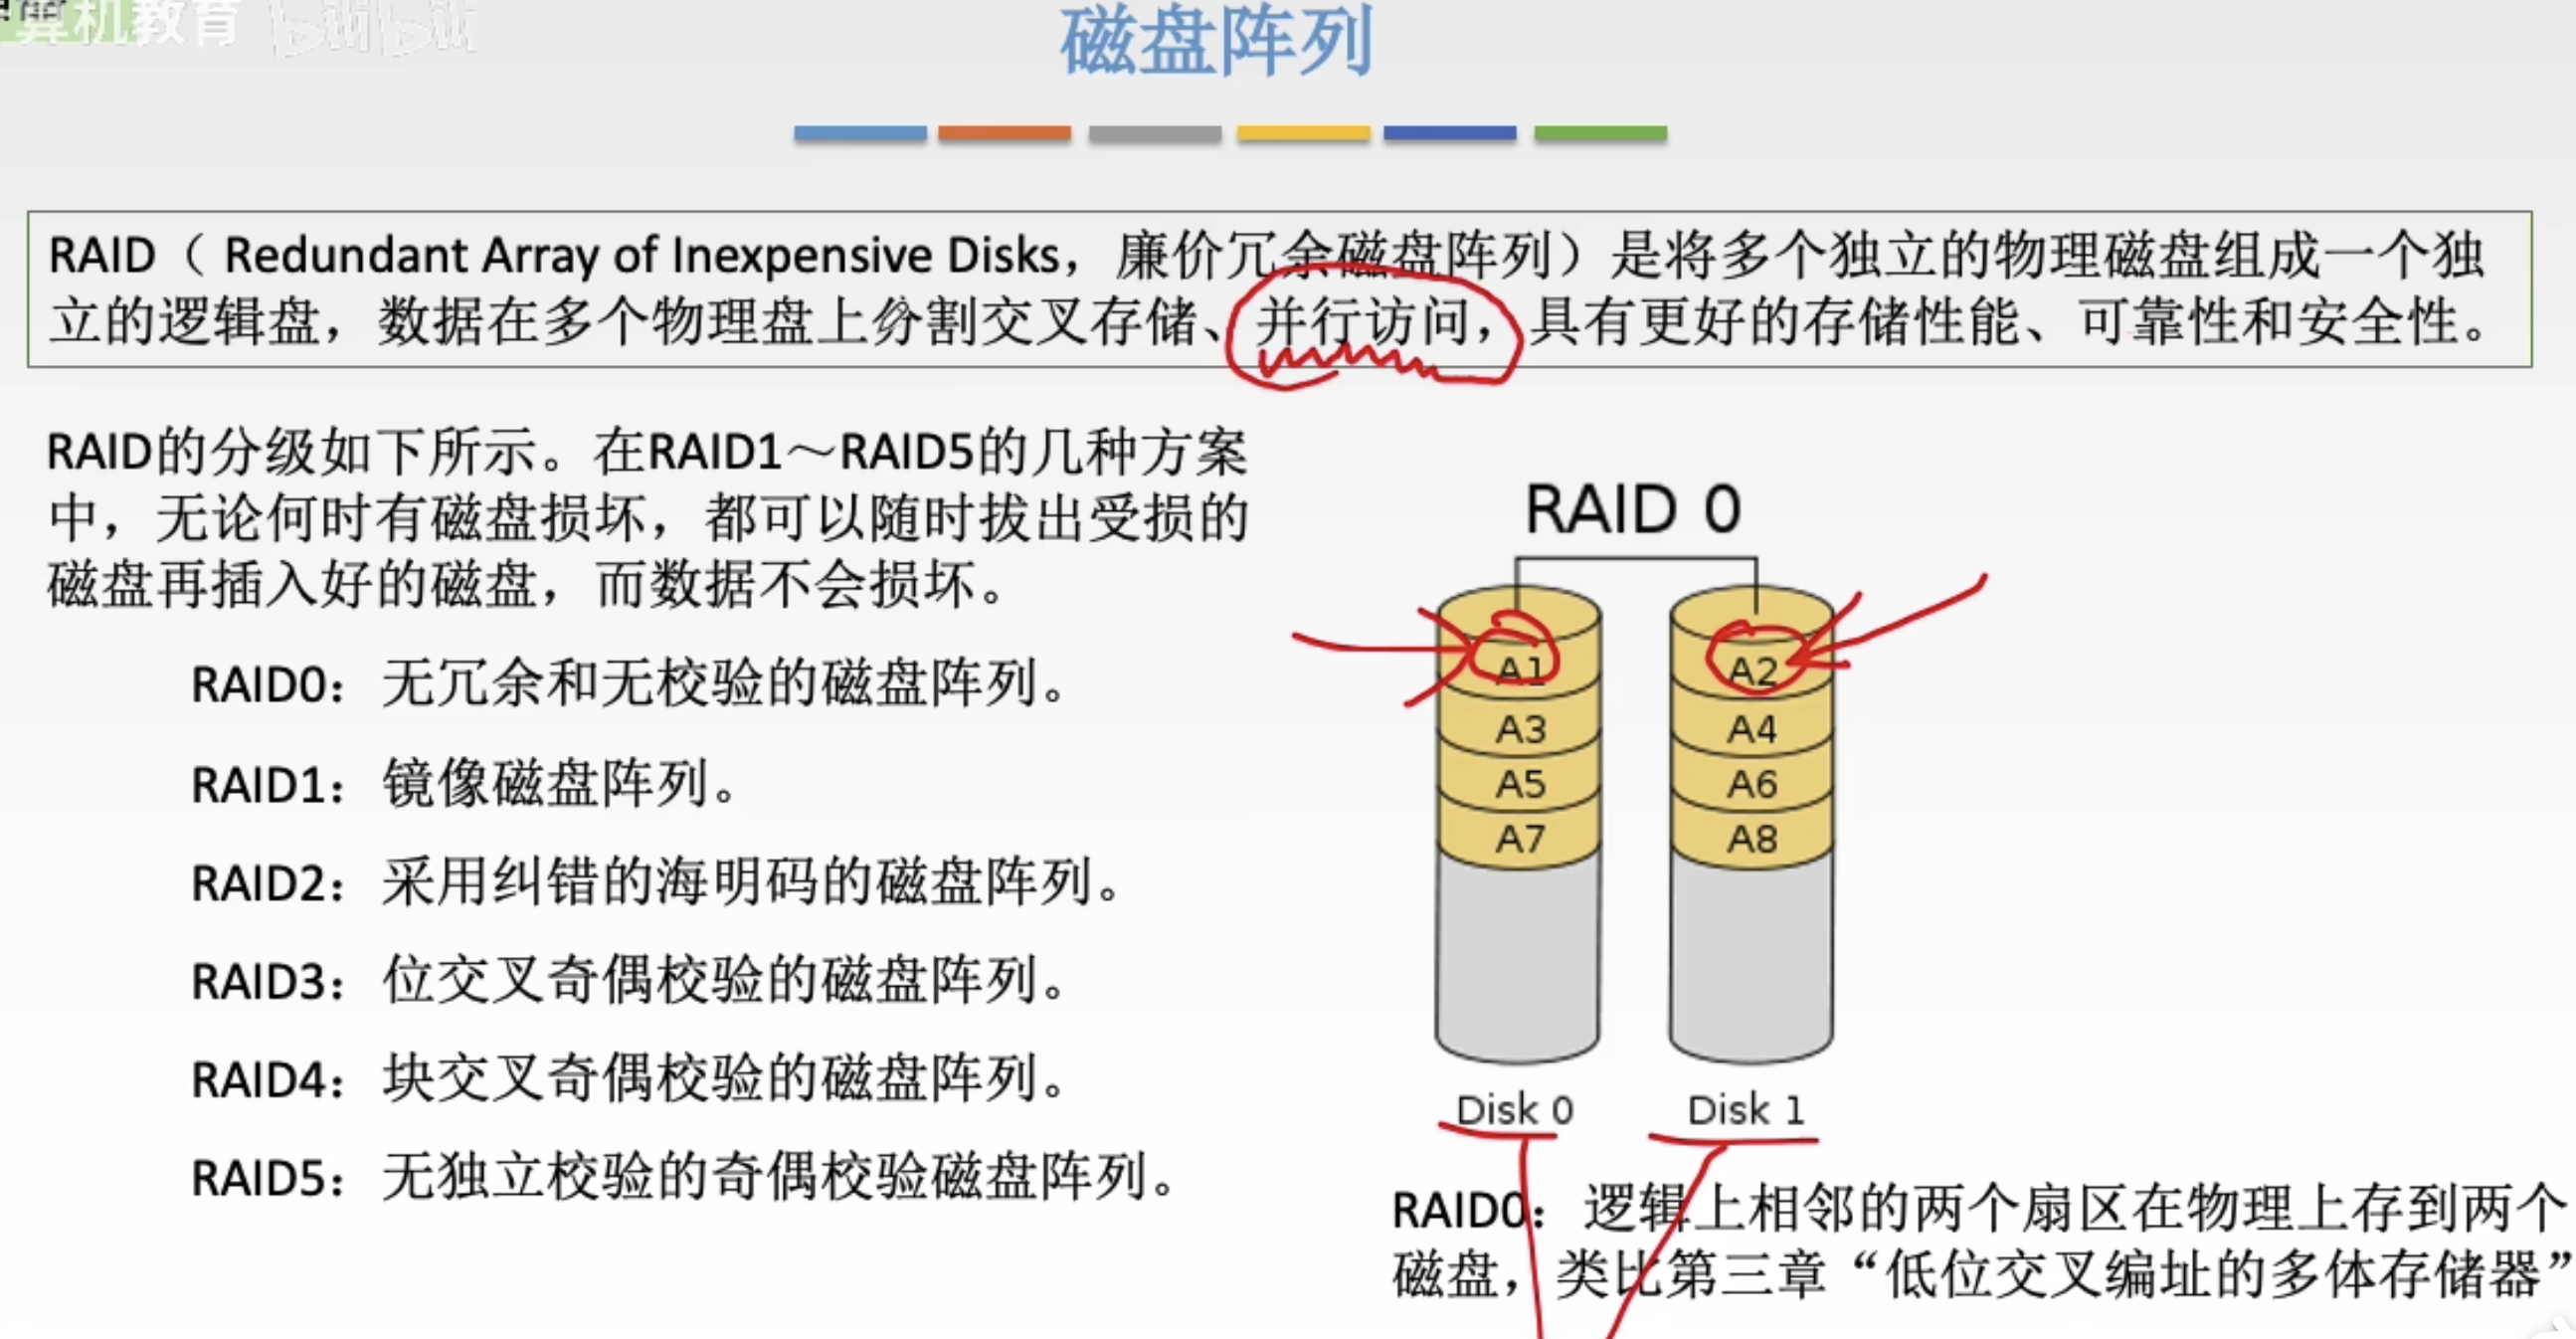 算机教育 bilibili
磁盘阵列
RAID（ Redundant Array of Inexpensive Disks，廉价冗余磁盘阵列）是将多个独立的物理磁盘组成一个独
立的逻辑盘，数据在多个物理盘上分割交叉存储、并行访问，具有更好的存储性能、可靠性和安全性。
RAID的分级如下所示。在RAID1～RAID5的几种方案
中，无论何时有磁盘损坏，都可以随时拔出受损的
磁盘再插入好的磁盘，而数据不会损坏。
RAID0：无冗余和无校验的磁盘阵列。
RAID1：镜像磁盘阵列。
RAID2：采用纠错的海明码的磁盘阵列。
RAID3：位交叉奇偶校验的磁盘阵列。
RAID4：块交叉奇偶校验的磁盘阵列。
RAID5：无独立校验的奇偶校验磁盘阵列。
RAID 0
A1 A2
A3 A4
A5 A6
A7 A8
Disk 0 Disk 1
RAID0：逻辑上相邻的两个扇区在物理上存到两个
磁盘，类比第三章“低位交叉编址的多体存储器”